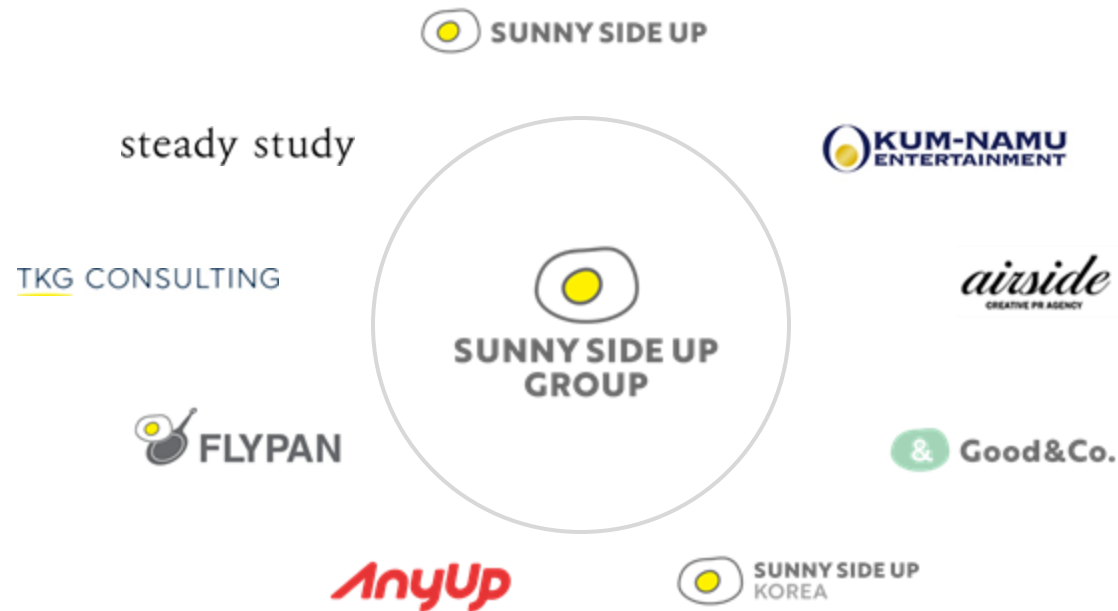 SUNNY SIDE UP
steady study
KUM-NAMU
ENTERTAINMENT
TKG CONSULTING
airside
CREATIVE PR AGENCY
SUNNY SIDE UP
GROUP
FLYPAN
& Good&Co.
AnyUp
SUNNY SIDE UP
KOREA